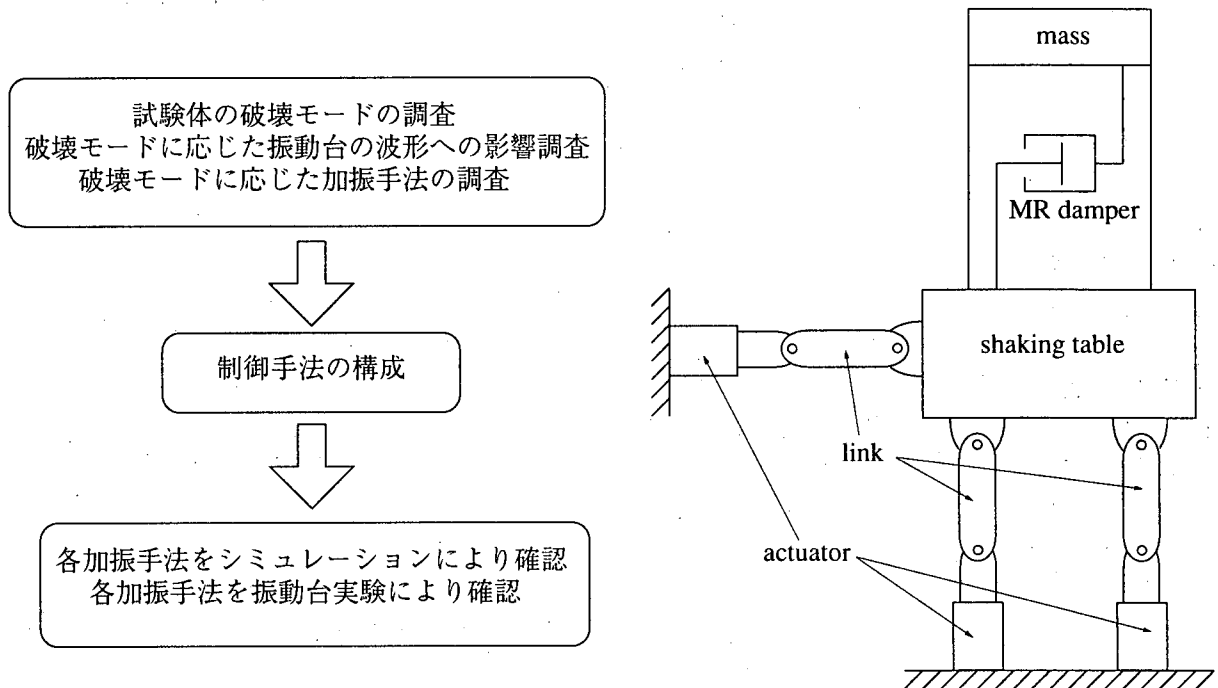 試験体の破壊モードの調査
破壊モードに応じた振動台の波形への影響調査
破壊モードに応じた加振手法の調査
制御手法の構成
各加振手法をシミュレーションにより確認
各加振手法を振動台実験により確認
mass
MR damper
shaking table
link
actuator